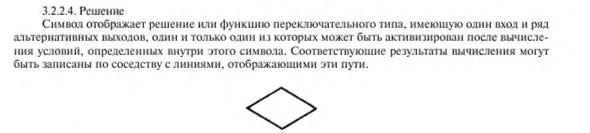 3.2.2.4. Решение
Символ отображает решение или функцию переключательного типа, имеющую один вход и ряд
альтернативных выходов, один и только один из которых может быть активизирован после вычисле-
ния условий, определенных внутри этого символа. Соответствующие результаты вычисления могут
быть записаны по соседству с линиями, отображающими эти пути.